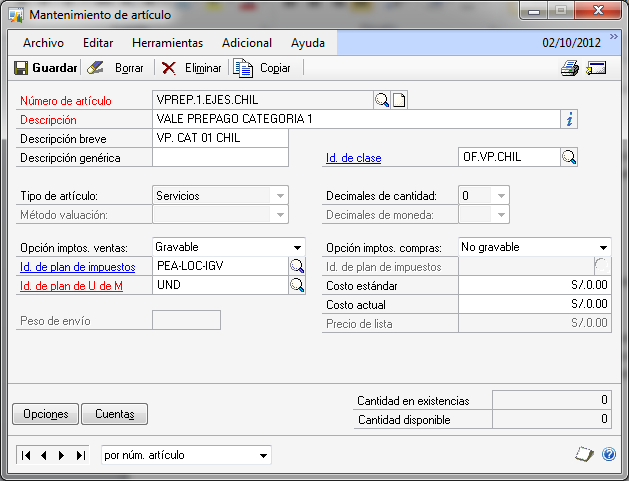 Mantenimiento de artículo
Archivo Editar Herramientas Adicional Ayuda 02/10/2012
Guardar Borrar Eliminar Copiar
Número de artículo VPREP.1.EJES.CHIL
Descripción VALE PREPAGO CATEGORIA 1
Descripción breve VP. CAT 01 CHIL
Descripción genérica Id. de clase OF.VP.CHIL
Tipo de artículo: Servicios Decimales de cantidad: 0
Método valuación: Decimales de moneda:
Opción imptos. ventas: Gravable Opción imptos. compras: No gravable
Id. de plan de impuestos PEA-LOC-IGV Id. de plan de impuestos
Id. de plan de U de M UND Costo estándar S/.0.00
Costo actual S/.0.00
Peso de envío Precio de lista S/.0.00
Cantidad en existencias 0
Opciones Cuentas Cantidad disponible 0
por núm. artículo